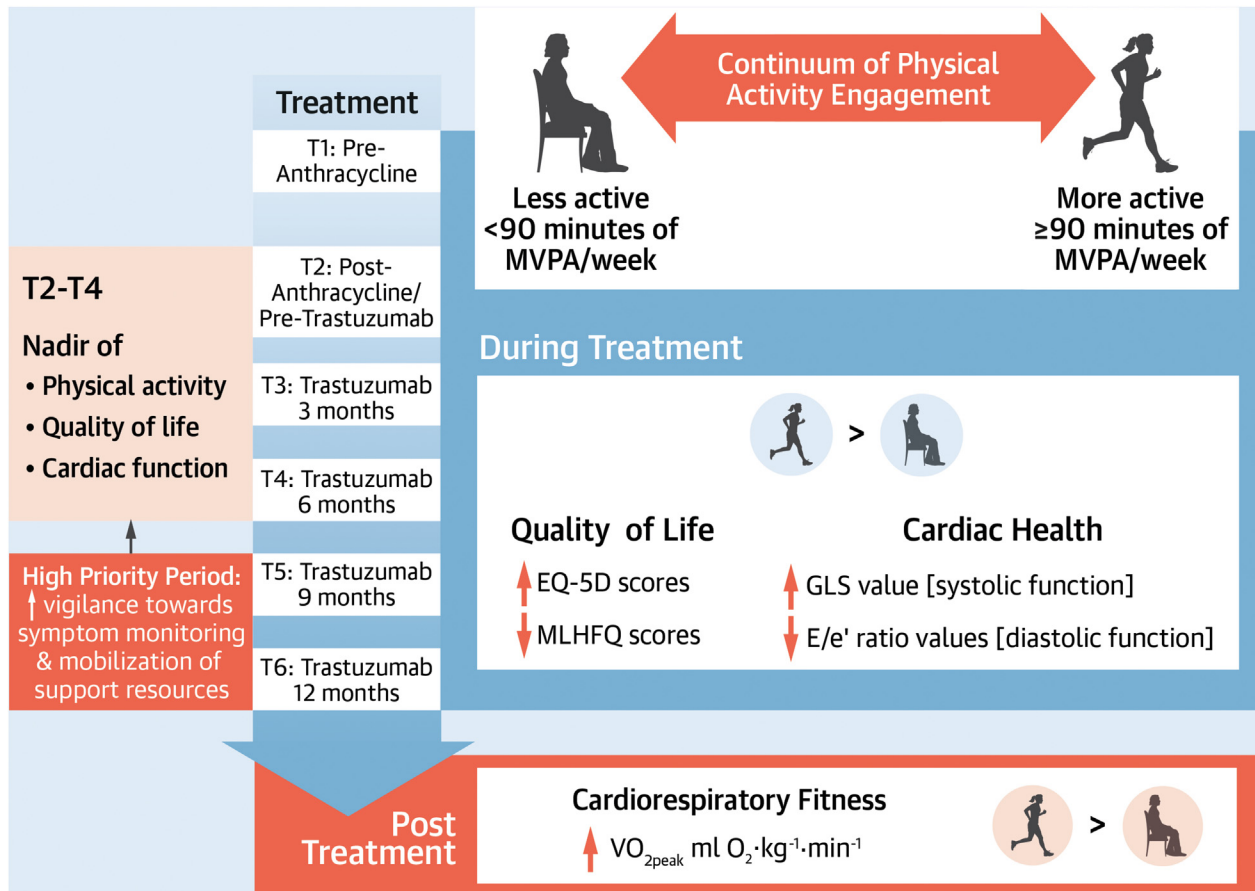 Continuum of Physical
Activity Engagement
Less active
<90 minutes of
MVPA/week
More active
≥90 minutes of
MVPA/week
Treatment
T1: Pre-
Anthracycline
T2: Post-
Anthracycline/
Pre-Trastuzumab
T3: Trastuzumab
3 months
T4: Trastuzumab
6 months
T5: Trastuzumab
9 months
T6: Trastuzumab
12 months
T2-T4
Nadir of
• Physical activity
• Quality of life
• Cardiac function
High Priority Period:
↑ vigilance towards
symptom monitoring
& mobilization of
support resources
During Treatment
>
Quality of Life
↑ EQ-5D scores
↓ MLHFQ scores
Cardiac Health
↑ GLS value [systolic function]
↓ E/e' ratio values [diastolic function]
Post
Treatment
Cardiorespiratory Fitness
↑ VO₂peak ml O₂·kg⁻¹·min⁻¹
>